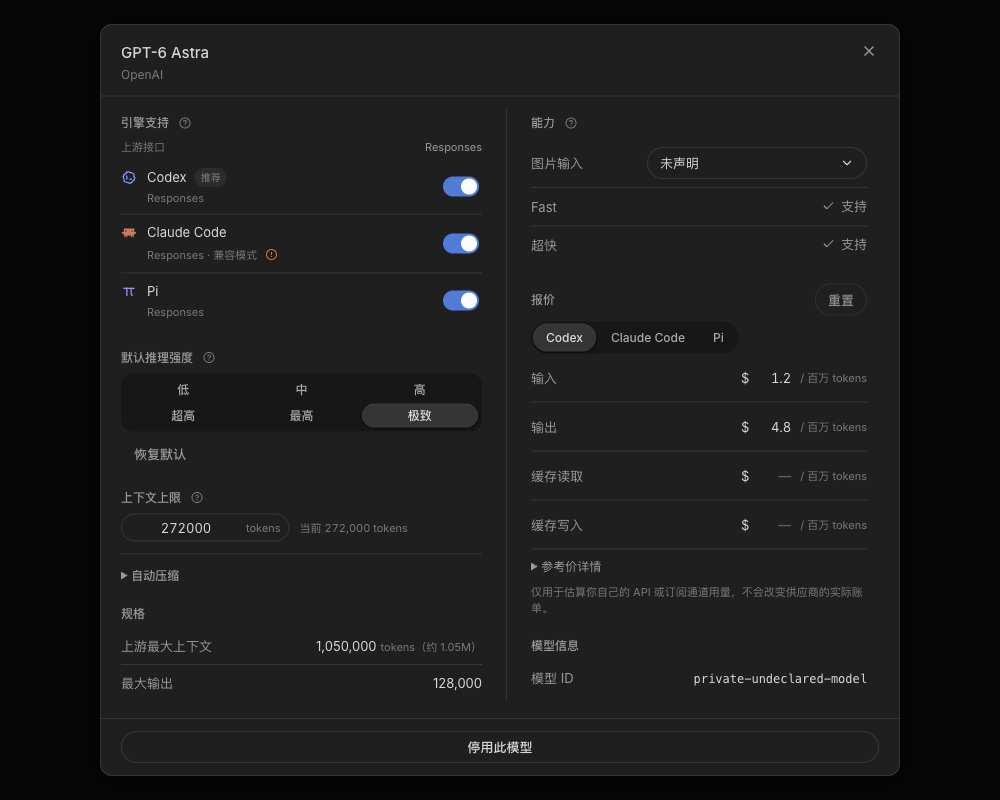 GPT-6 Astra
OpenAI
引擎支持
上游接口 Responses
Codex 推荐
Responses
Claude Code
Responses · 兼容模式
Pi
Responses
默认推理强度
低 中 高
超高 最高 极致
恢复默认
上下文上限
272000 tokens 当前 272,000 tokens
自动压缩
规格
上游最大上下文 1,050,000 tokens（约 1.05M）
最大输出 128,000
能力
图片输入 未声明
Fast 支持
超快 支持
报价 重置
Codex Claude Code Pi
输入 $ 1.2 / 百万 tokens
输出 $ 4.8 / 百万 tokens
缓存读取 $ — / 百万 tokens
缓存写入 $ — / 百万 tokens
参考价详情
仅用于估算你自己的 API 或订阅通道用量，不会改变供应商的实际账
单。
模型信息
模型 ID private-undeclared-model
停用此模型